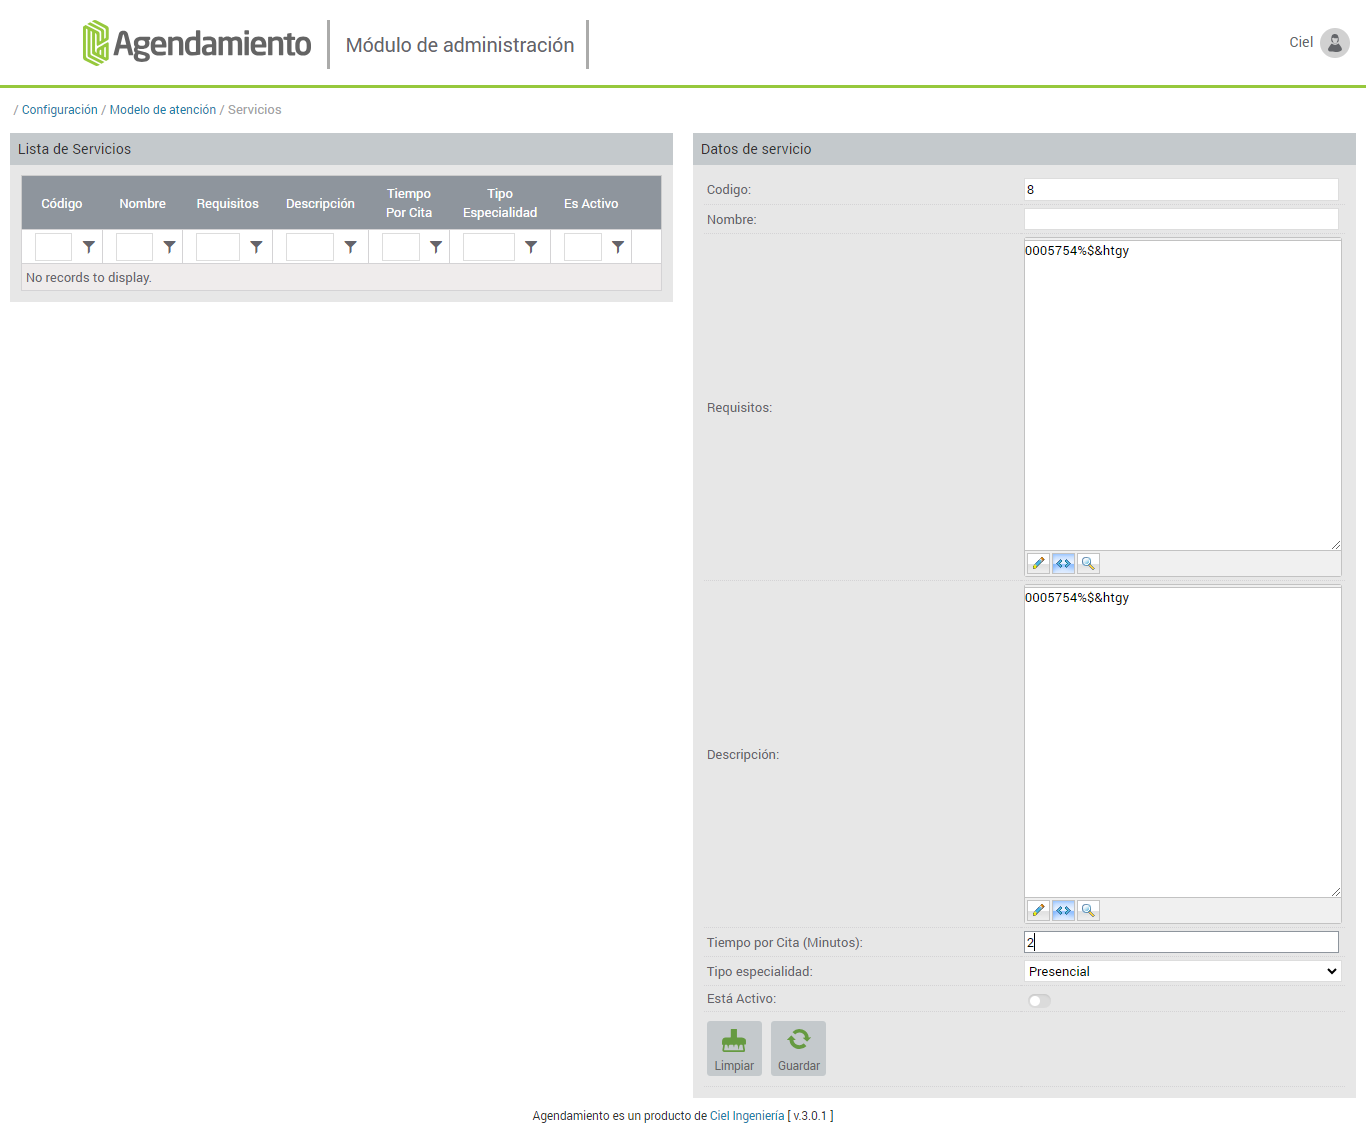 Agendamiento
Módulo de administración
Ciel
/ Configuración / Modelo de atención / Servicios
Lista de Servicios
Código
Nombre
Requisitos
Descripción
Tiempo
Por Cita
Tipo
Especialidad
Es Activo
No records to display.
Datos de servicio
Codigo:
8
Nombre:
Requisitos:
0005754%$&htgy
Descripción:
0005754%$&htgy
Tiempo por Cita (Minutos):
2
Tipo especialidad:
Presencial
Está Activo:
Limpiar
Guardar
Agendamiento es un producto de Ciel Ingeniería [ v.3.0.1 ]